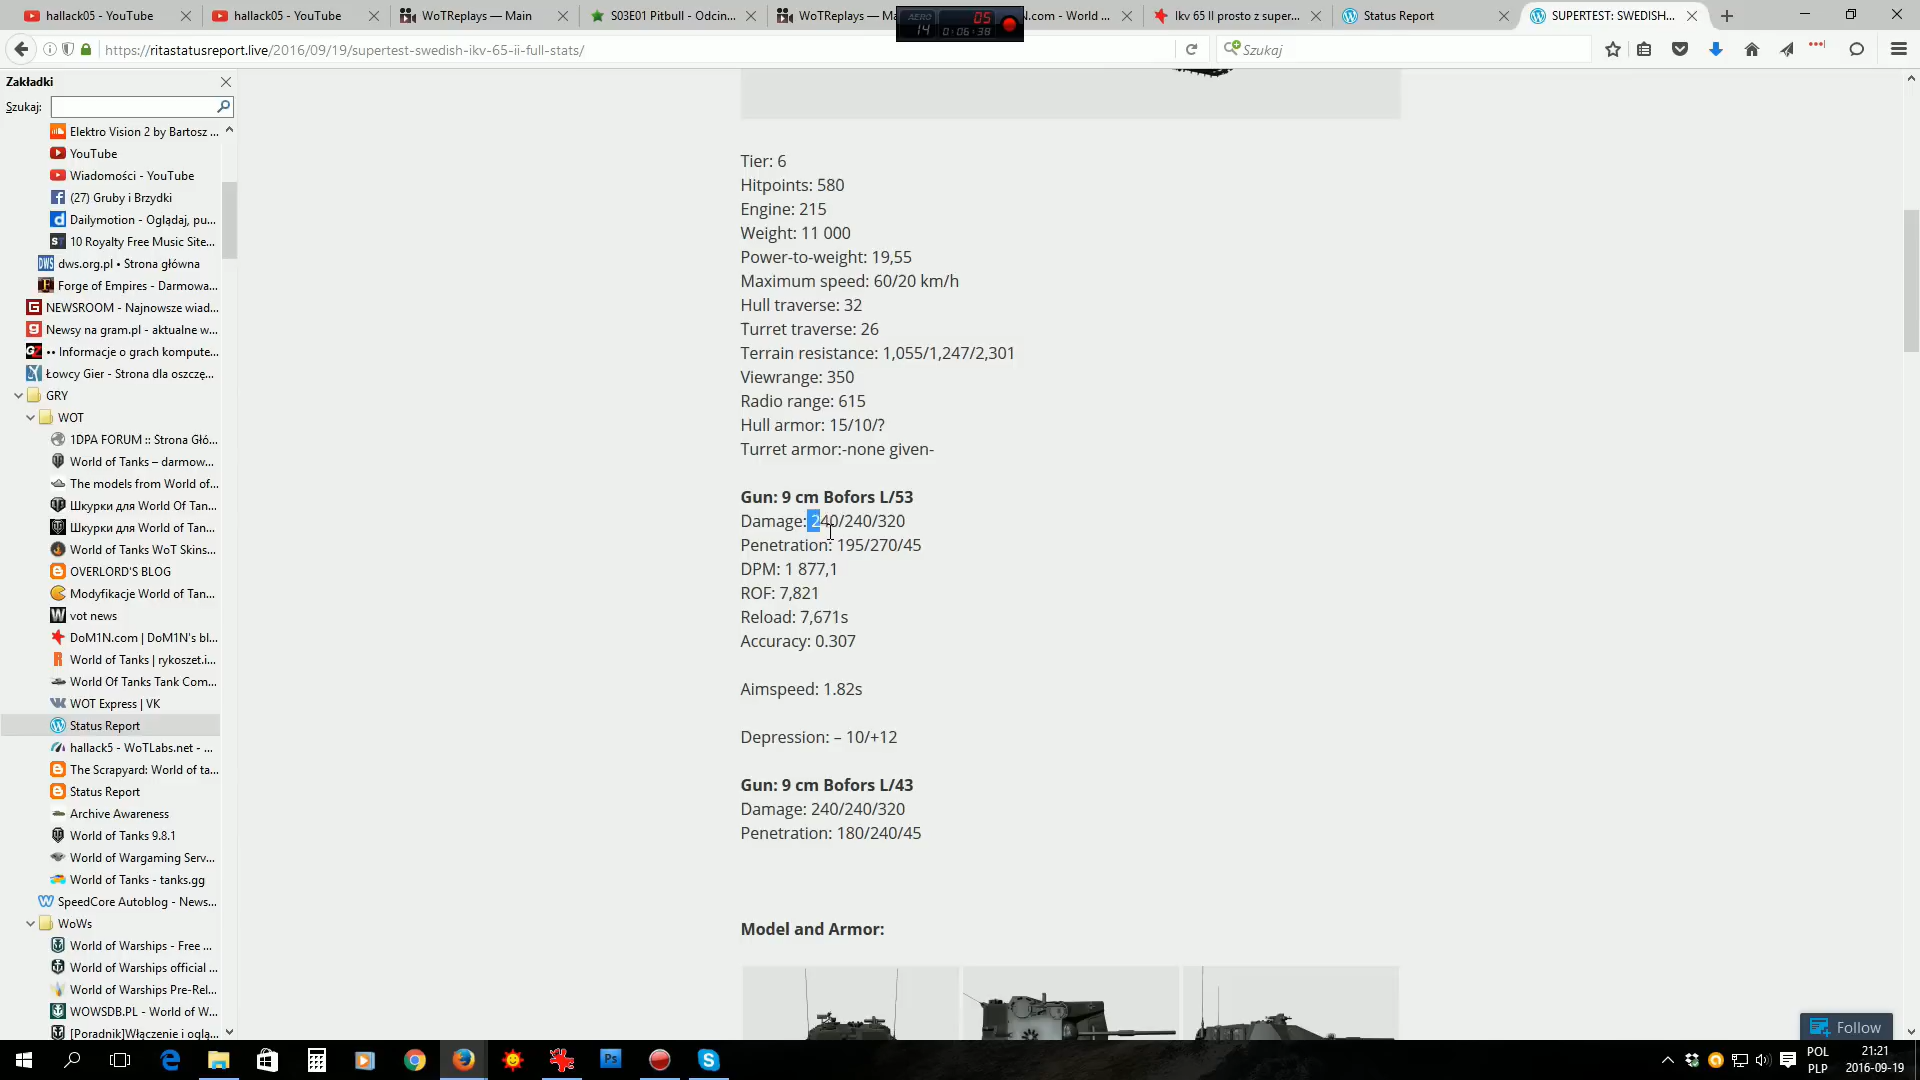 hallack05 - YouTube
hallack05 - YouTube
WoTReplays — Main
S03E01 Pitbull - Odcin...
WoTReplays — Ma
.com - World ...
Ikv 65 II prosto z super...
Status Report
SUPERTEST: SWEDISH...
AERO
14
05
0:06:38
https://ritastatusreport.live/2016/09/19/supertest-swedish-ikv-65-ii-full-stats/
Szukaj
Zakładki
Szukaj:
Elektro Vision 2 by Bartosz ...
YouTube
Wiadomości - YouTube
(27) Gruby i Brzydki
Dailymotion - Oglądaj, pu...
10 Royalty Free Music Site...
dws.org.pl • Strona główna
Forge of Empires - Darmowa...
NEWSROOM - Najnowsze wiad...
Newsy na gram.pl - aktualne w...
•• Informacje o grach kompute...
Łowcy Gier - Strona dla oszczę...
GRY
WOT
1DPA FORUM :: Strona Głó...
World of Tanks – darmow...
The models from World of...
Шкурки для World Of Tan...
Шкурки для World of Tan...
World of Tanks WoT Skins...
OVERLORD'S BLOG
Modyfikacje World of Tan...
vot news
DoM1N.com | DoM1N's bl...
World of Tanks | rykoszet.i...
World Of Tanks Tank Com...
WOT Express | VK
Status Report
hallack5 - WoTLabs.net - ...
The Scrapyard: World of ta...
Status Report
Archive Awareness
World of Tanks 9.8.1
World of Wargaming Serv...
World of Tanks - tanks.gg
SpeedCore Autoblog - News...
WoWs
World of Warships - Free ...
World of Warships official ...
World of Warships Pre-Rel...
WOWSDB.PL - World of W...
[Poradnik]Włączenie i oglą...
Tier: 6
Hitpoints: 580
Engine: 215
Weight: 11 000
Power-to-weight: 19,55
Maximum speed: 60/20 km/h
Hull traverse: 32
Turret traverse: 26
Terrain resistance: 1,055/1,247/2,301
Viewrange: 350
Radio range: 615
Hull armor: 15/10/?
Turret armor:-none given-
Gun: 9 cm Bofors L/53
Damage: 240/240/320
Penetration: 195/270/45
DPM: 1 877,1
ROF: 7,821
Reload: 7,671s
Accuracy: 0.307
Aimspeed: 1.82s
Depression: – 10/+12
Gun: 9 cm Bofors L/43
Damage: 240/240/320
Penetration: 180/240/45
Model and Armor:
Follow
POL
PLP
21:21
2016-09-19